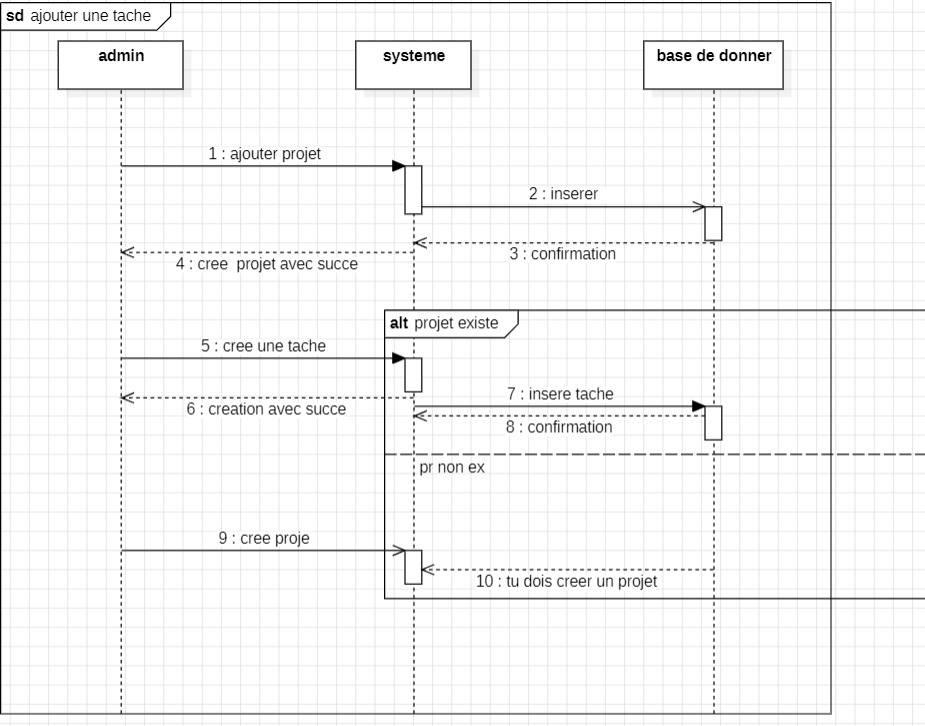 sd ajouter une tache
admin
systeme
base de donner
1 : ajouter projet
2 : inserer
3 : confirmation
4 : cree  projet avec succe
alt projet existe
5 : cree une tache
6 : creation avec succe
7 : insere tache
8 : confirmation
pr non ex
9 : cree proje
10 : tu dois creer un projet